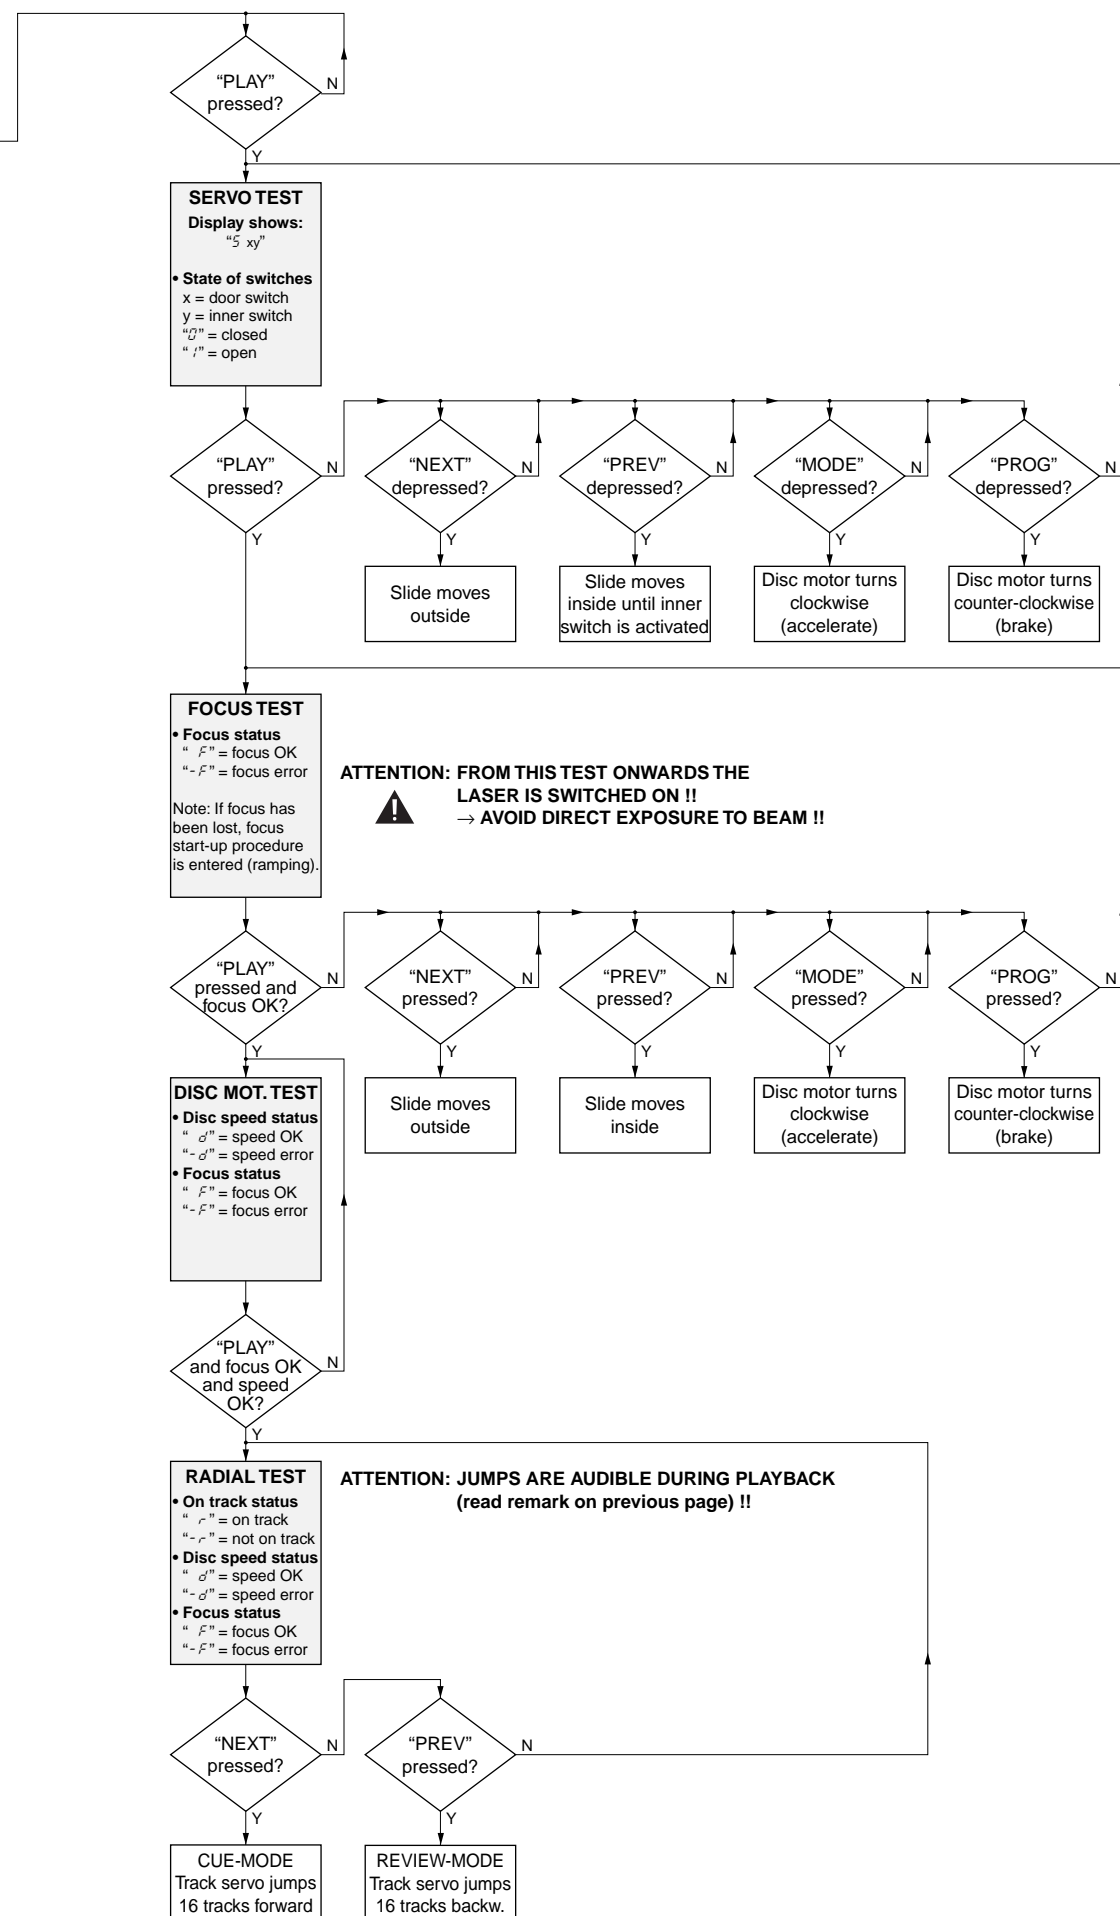 “PLAY”
pressed?
N
Y
SERVO TEST
Display shows:
“5 xy”
• State of switches
x = door switch
y = inner switch
“0” = closed
“1” = open
“PLAY”
pressed?
N
Y
“NEXT”
depressed?
N
Y
“PREV”
depressed?
N
Y
“MODE”
depressed?
N
Y
“PROG”
depressed?
N
Y
Slide moves
outside
Slide moves
inside until inner
switch is activated
Disc motor turns
clockwise
(accelerate)
Disc motor turns
counter-clockwise
(brake)
FOCUS TEST
• Focus status
“ F” = focus OK
“-F” = focus error
Note: If focus has
been lost, focus
start-up procedure
is entered (ramping).
ATTENTION: FROM THIS TEST ONWARDS THE
LASER IS SWITCHED ON !!
→ AVOID DIRECT EXPOSURE TO BEAM !!
“PLAY”
pressed and
focus OK?
N
Y
“NEXT”
pressed?
N
Y
“PREV”
pressed?
N
Y
“MODE”
pressed?
N
Y
“PROG”
pressed?
N
Y
Slide moves
outside
Slide moves
inside
Disc motor turns
clockwise
(accelerate)
Disc motor turns
counter-clockwise
(brake)
DISC MOT. TEST
• Disc speed status
“ d” = speed OK
“-d” = speed error
• Focus status
“ F” = focus OK
“-F” = focus error
“PLAY”
and focus OK
and speed
OK?
N
Y
RADIAL TEST
• On track status
“ r” = on track
“-r” = not on track
• Disc speed status
“ d” = speed OK
“-d” = speed error
• Focus status
“ F” = focus OK
“-F” = focus error
ATTENTION: JUMPS ARE AUDIBLE DURING PLAYBACK
(read remark on previous page) !!
“NEXT”
pressed?
N
Y
“PREV”
pressed?
N
Y
CUE-MODE
Track servo jumps
16 tracks forward
REVIEW-MODE
Track servo jumps
16 tracks backw.